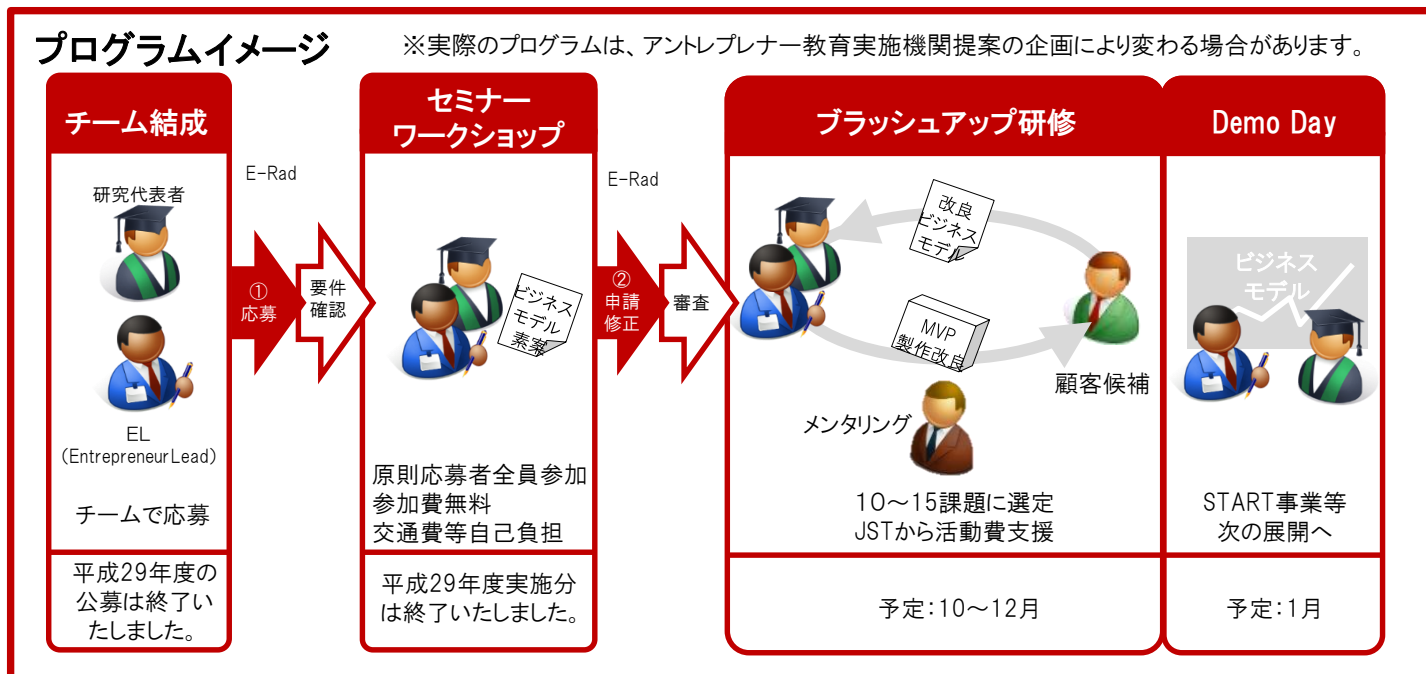 プログラムイメージ
※実際のプログラムは、アントレプレナー教育実施機関提案の企画により変わる場合があります。
チーム結成
研究代表者
EL
(EntrepreneurLead)
チームで応募
平成29年度の
公募は終了い
たしました。
E-Rad
①
応募
要件
確認
セミナー
ワークショップ
ビジネス
モデル
素案
原則応募者全員参加
参加費無料
交通費等自己負担
平成29年度実施分
は終了いたしました。
E-Rad
②
申請
修正
審査
ブラッシュアップ研修
改良
ビジネス
モデル
MVP
製作改良
顧客候補
メンタリング
10～15課題に選定
JSTから活動費支援
予定：10～12月
Demo Day
ビジネス
モデル
START事業等
次の展開へ
予定：1月